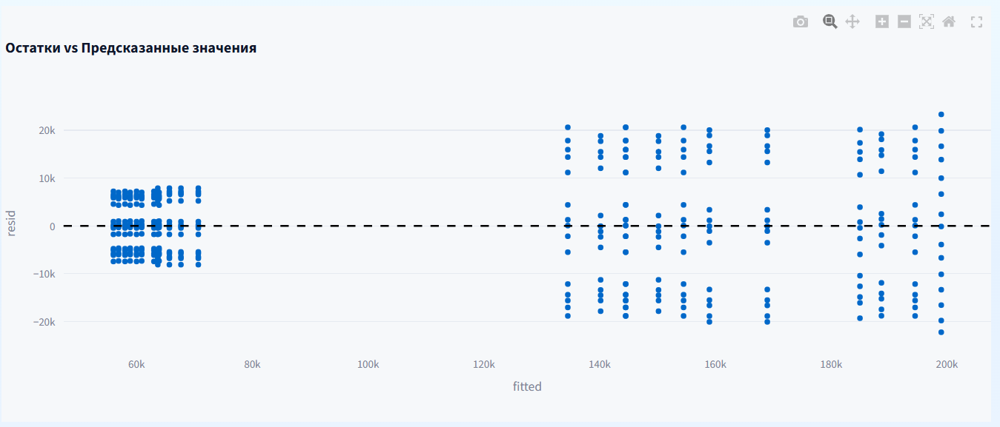 Остатки vs Предсказанные значения
20k
10k
0
−10k
−20k
resid
60k
80k
100k
120k
140k
160k
180k
200k
fitted